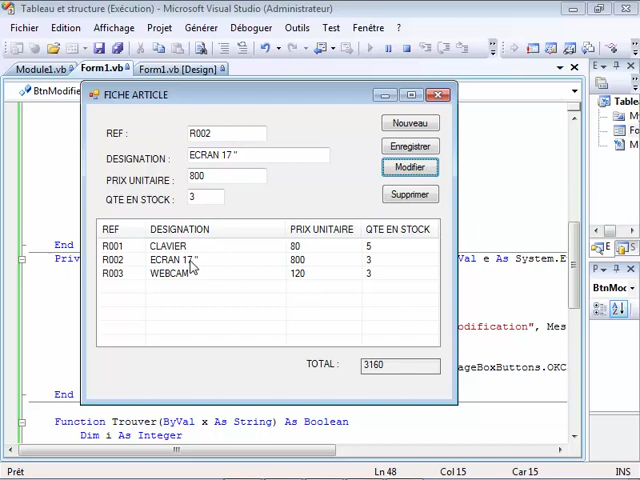 Tableau et structure (Exécution) - Microsoft Visual Studio (Administrateur)
Fichier Edition Affichage Projet Générer Déboguer Outils Test Fenêtre ?
Module1.vb Form1.vb Form1.vb [Design]
BtnModifie
FICHE ARTICLE
REF : R002
DESIGNATION : ECRAN 17 "
PRIX UNITAIRE : 800
QTE EN STOCK : 3
Nouveau
Enregistrer
Modifier
Supprimer
REF DESIGNATION PRIX UNITAIRE QTE EN STOCK
R001 CLAVIER 80 5
R002 ECRAN 17 " 800 3
R003 WEBCAM 120 3
TOTAL : 3160
End
Priv
Val e As System.E
odification", Mes
ageBoxButtons.OKC
End
Function Trouver(ByVal x As String) As Boolean
Dim i As Integer
E
Table
My
Fo
Mo
E
P
BtnMoc
Prêt Ln 48 Col 15 Car 15 INS